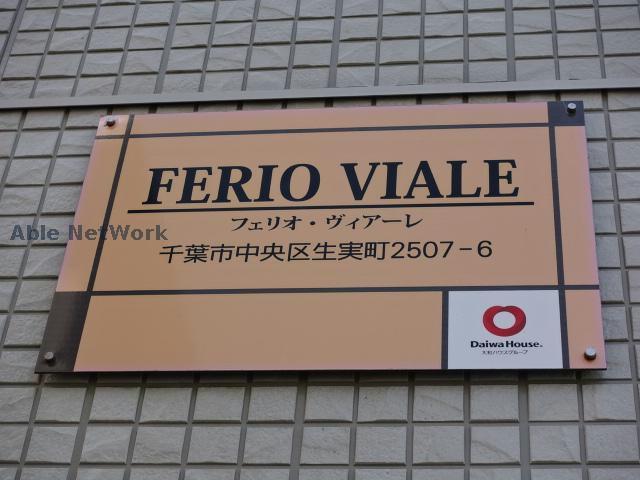 FERIO VIALE
フェリオ・ヴィアーレ
Able NetWork
千葉市中央区生実町2507-6
Daiwa House®
大和ハウスグループ